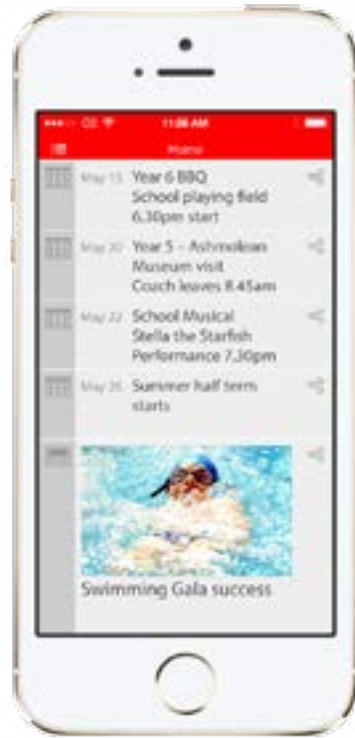 11:06 AM
Home
May 15 Year 6 BBQ
School playing field
6.30pm start
May 20 Year 5 – Ashmolean
Museum visit
Coach leaves 8.45am
May 22 School Musical
Stella the Starfish
Performance 7.30pm
May 26 Summer half term
starts
Swimming Gala success